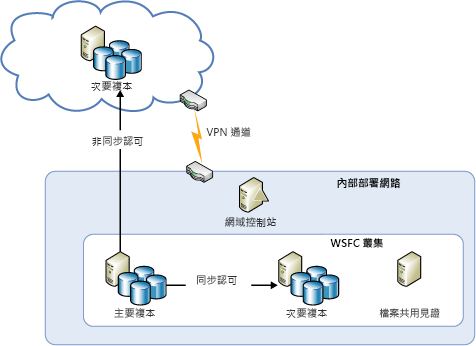 次要複本
非同步認可
VPN 通道
內部部署網路
網域控制站
WSFC 叢集
同步認可
主要複本
次要複本
檔案共用見證